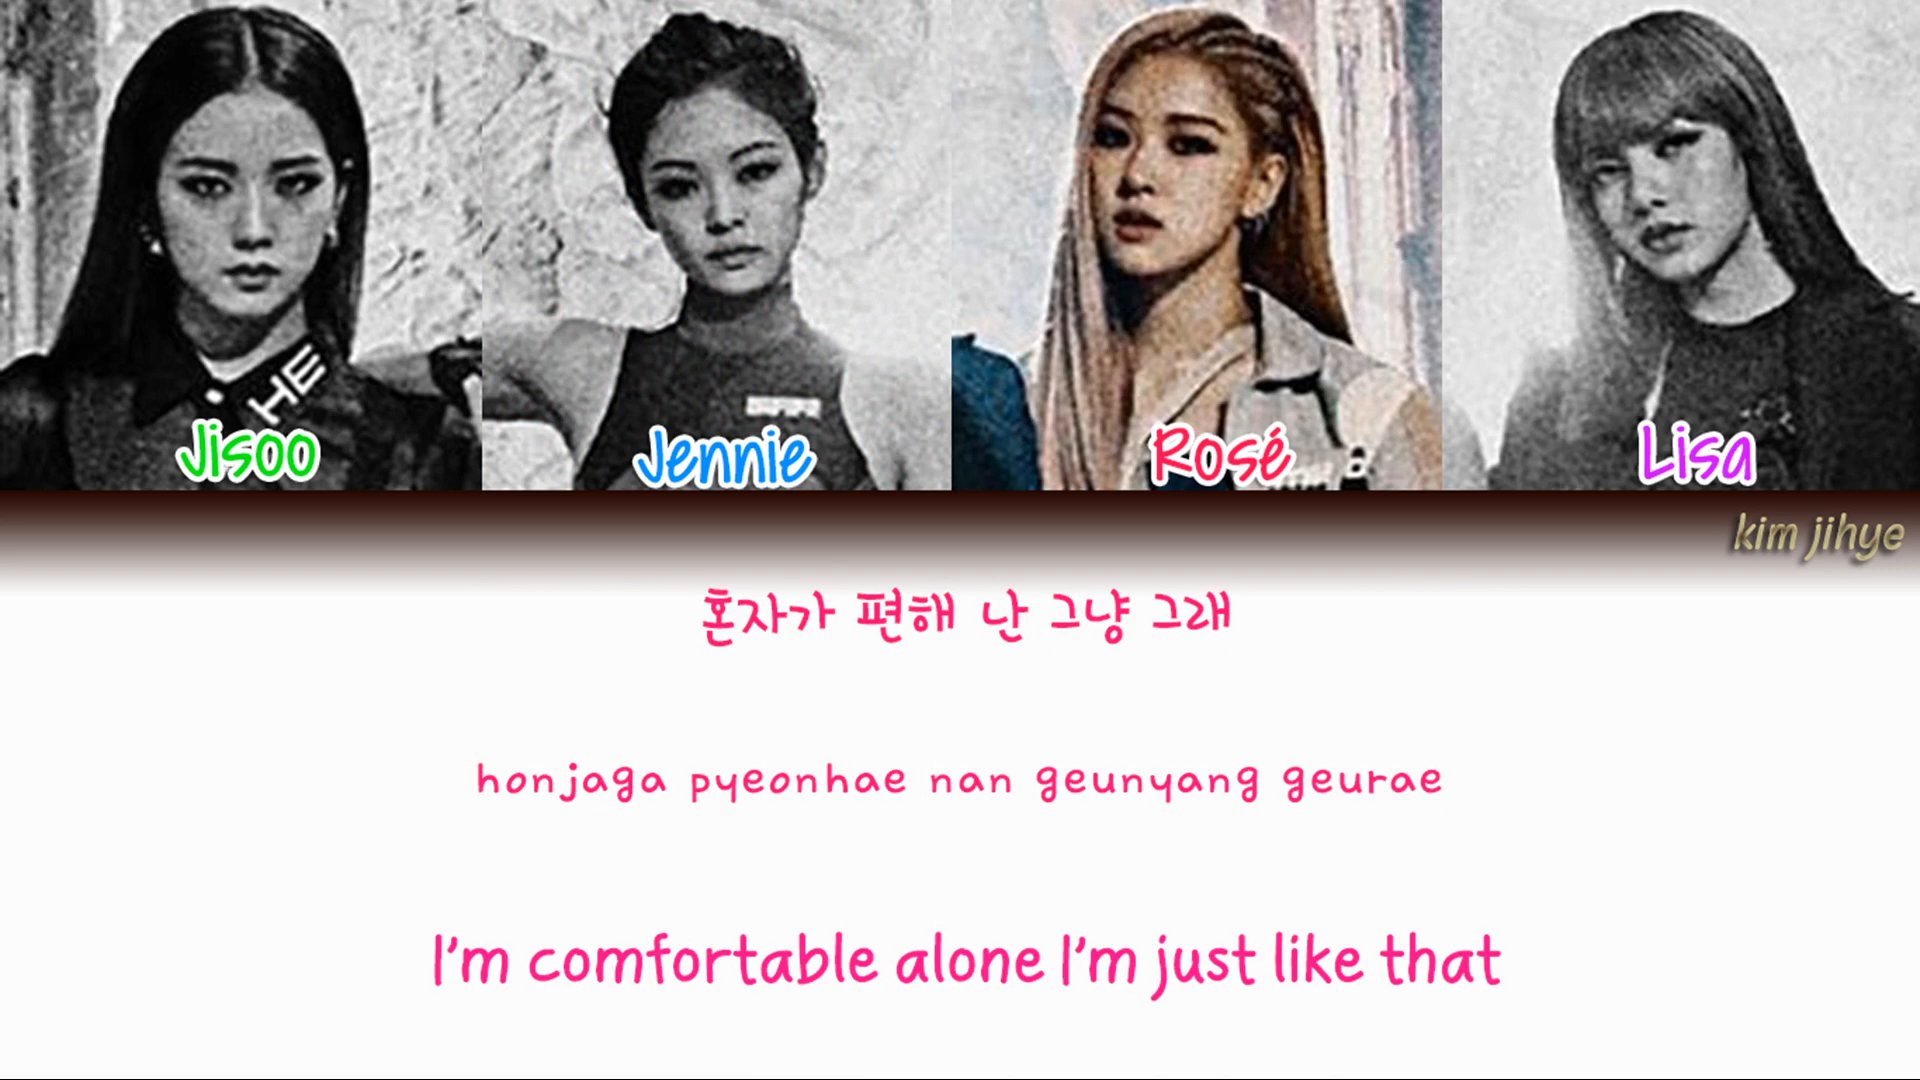 HE
Jisoo
Jennie
Rosé
Lisa
kim jihye
혼자가 편해 난 그냥 그래
honjaga pyeonhae nan geunyang geurae
I'm comfortable alone I'm just like that